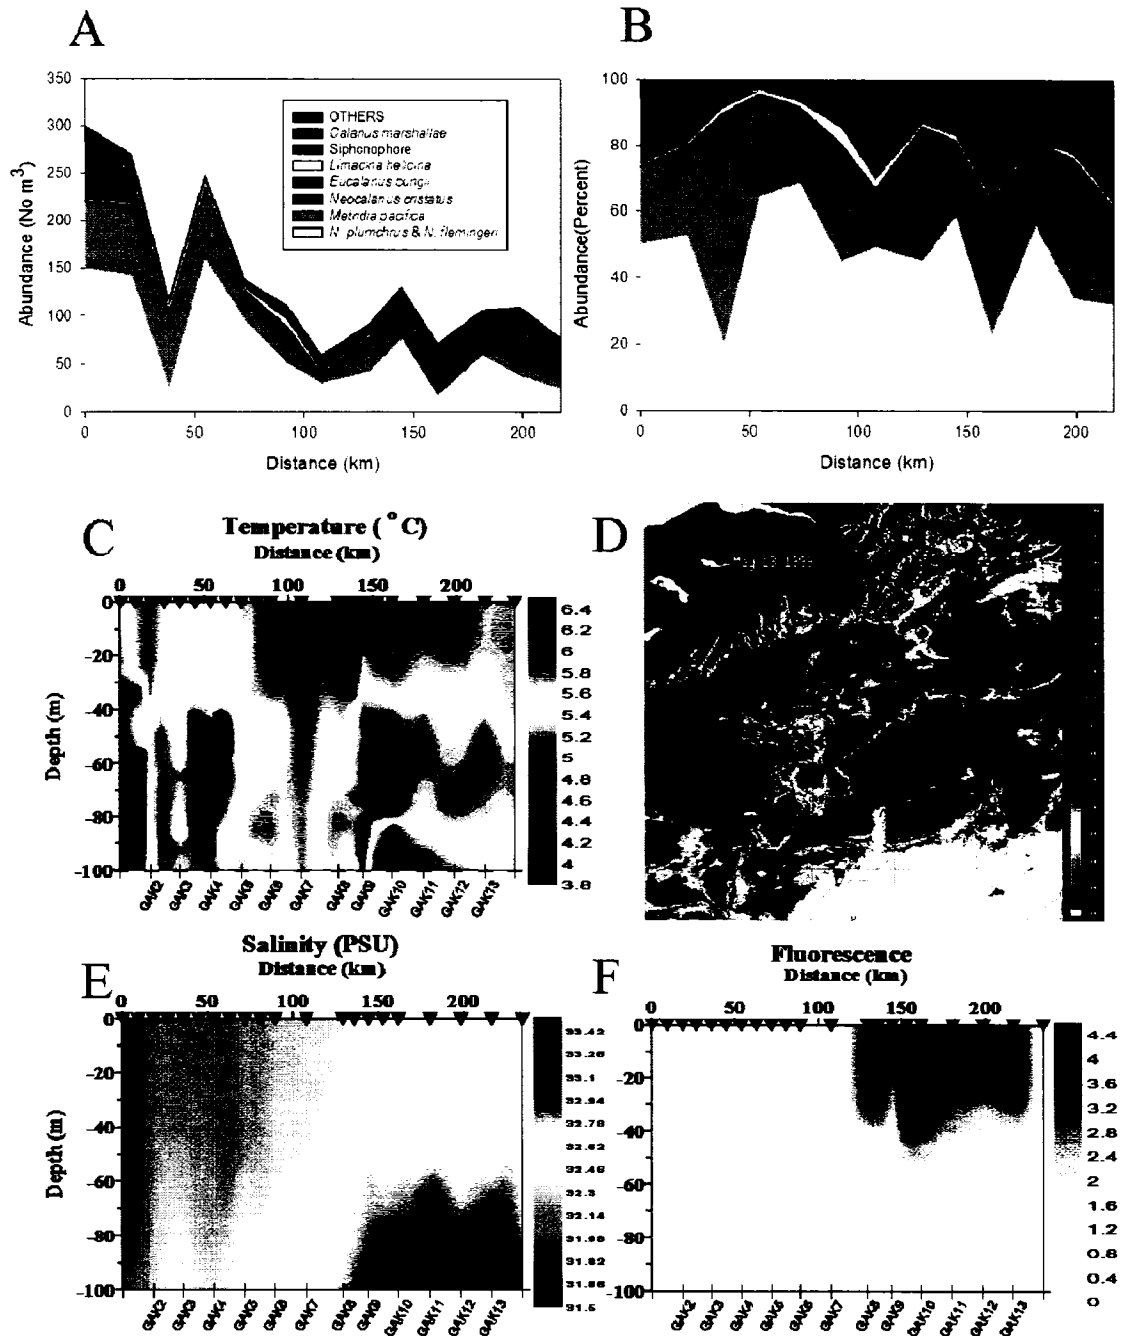 A
B
350
300
250
200
150
100
50
0
Abundance (No m³)
0
50
100
150
200
Distance (km)
OTHERS
Calanus marshallae
Siphonophore
Limacina helicina
Eucalanus bungii
Neocalanus cristatus
Metridia pacifica
N. plumchrus & N. flemingeri
100
80
60
40
20
0
Abundance(Percent)
0
50
100
150
200
Distance (km)
C
Temperature (°C)
Distance (km)
0 50 100 150 200
0
-20
-40
-60
-80
-100
Depth (m)
GAK2 GAK3 GAK4 GAK5 GAK6 GAK7 GAK8 GAK9 GAK10 GAK11 GAK12 GAK13
6.4
6.2
6
5.8
5.6
5.4
5.2
5
4.8
4.6
4.4
4.2
4
3.8
D
E
Salinity (PSU)
Distance (km)
0 50 100 150 200
0
-20
-40
-60
-80
-100
Depth (m)
GAK2 GAK3 GAK4 GAK5 GAK6 GAK7 GAK8 GAK9 GAK10 GAK11 GAK12 GAK13
33.42
33.26
33.1
32.94
32.78
32.62
32.46
32.3
32.14
31.98
31.82
31.66
31.5
F
Fluorescence
Distance (km)
0 50 100 150 200
0
-20
-40
-60
-80
-100
GAK2 GAK3 GAK4 GAK5 GAK6 GAK7 GAK8 GAK9 GAK10 GAK11 GAK12 GAK13
4.4
4
3.6
3.2
2.8
2.4
2
1.6
1.2
0.8
0.4
0